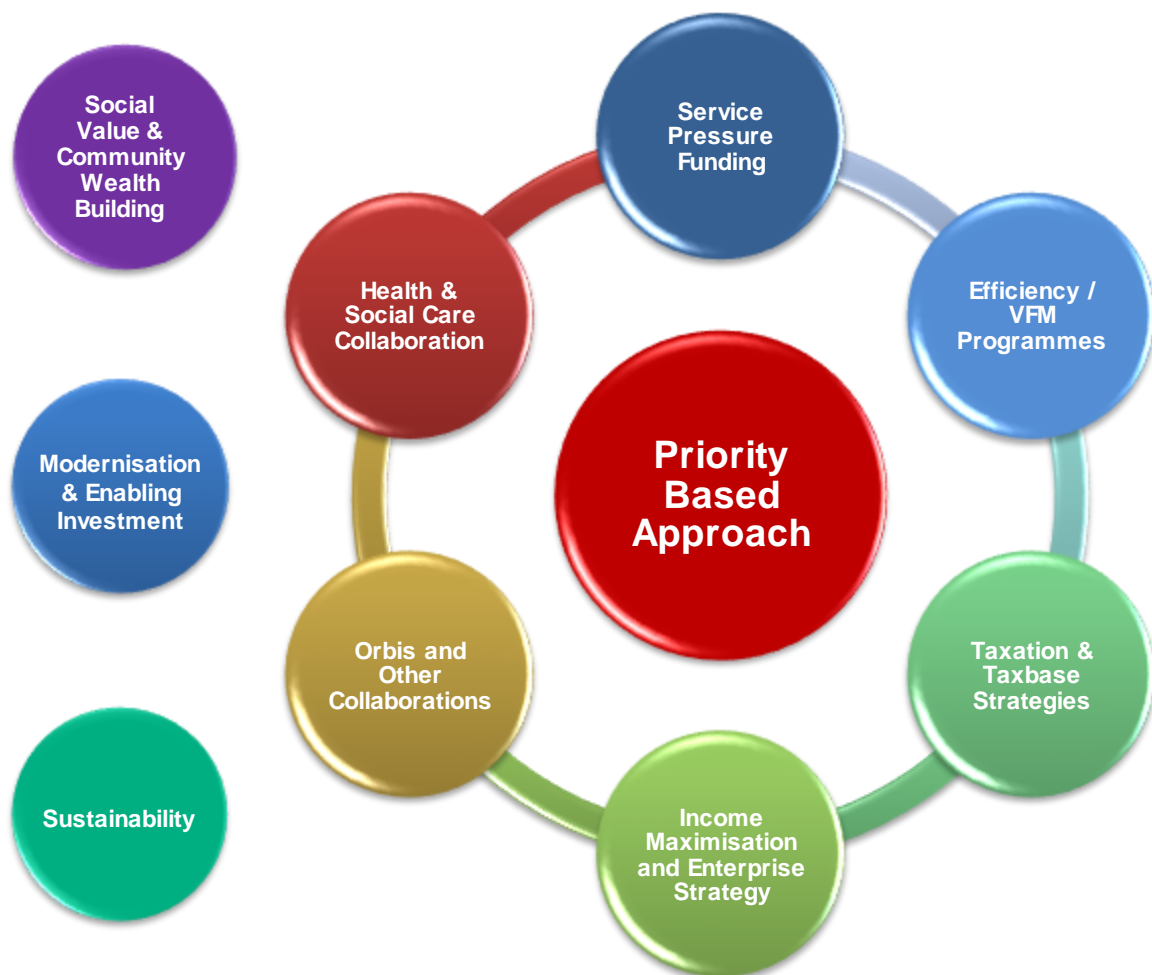 Social
Value &
Community
Wealth
Building
Modernisation
& Enabling
Investment
Sustainability
Service
Pressure
Funding
Efficiency /
VFM
Programmes
Taxation &
Taxbase
Strategies
Income
Maximisation
and Enterprise
Strategy
Orbis and
Other
Collaborations
Health &
Social Care
Collaboration
Priority
Based
Approach